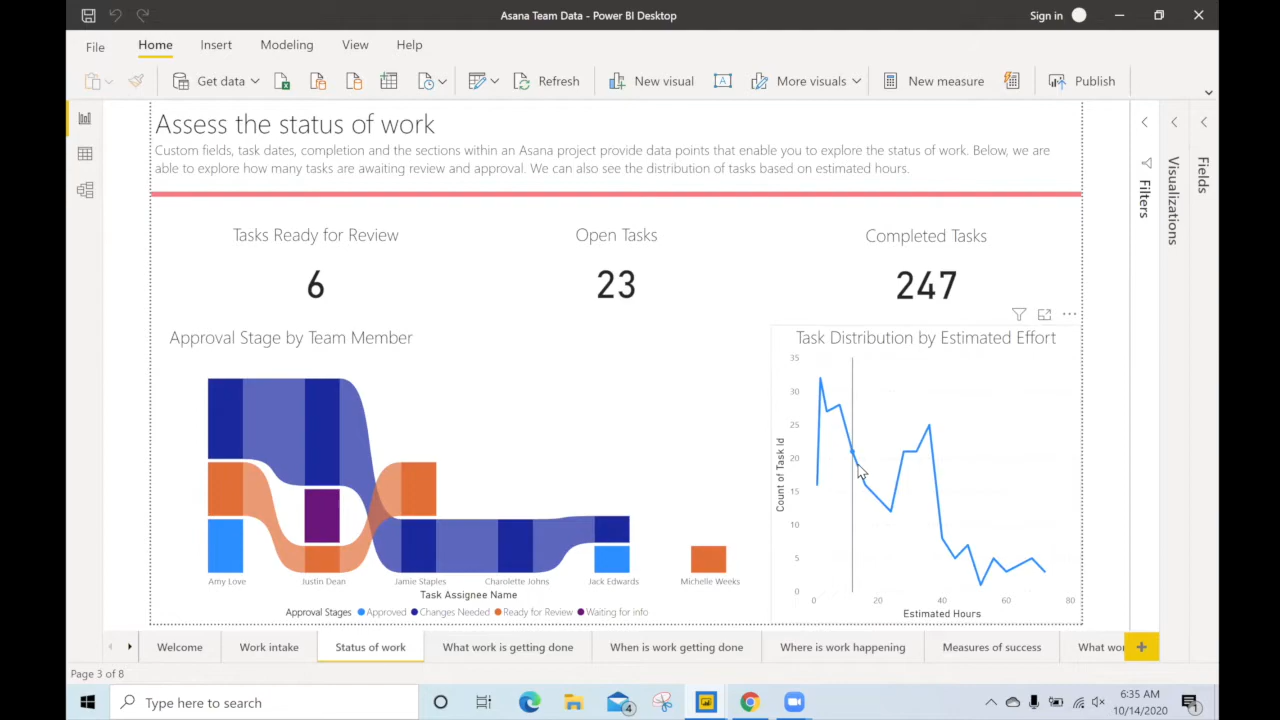 Asana Team Data - Power BI Desktop
Sign in
File
Home
Insert
Modeling
View
Help
Get data
Refresh
New visual
More visuals
New measure
Publish
Assess the status of work
Custom fields, task dates, completion and the sections within an Asana project provide data points that enable you to explore the status of work. Below, we are
able to explore how many tasks are awaiting review and approval. We can also see the distribution of tasks based on estimated hours.
Filters
Visualizations
Fields
Tasks Ready for Review
6
Open Tasks
23
Completed Tasks
247
Approval Stage by Team Member
Amy Love
Justin Dean
Jamie Staples
Charolette Johns
Jack Edwards
Michelle Weeks
Task Assignee Name
Approval Stages
Approved
Changes Needed
Ready for Review
Waiting for info
Task Distribution by Estimated Effort
Count of Task Id
35
30
25
20
15
10
5
0
0
20
40
60
80
Estimated Hours
Welcome
Work intake
Status of work
What work is getting done
When is work getting done
Where is work happening
Measures of success
What wor
Page 3 of 8
Type here to search
4
6:35 AM
10/14/2020
1